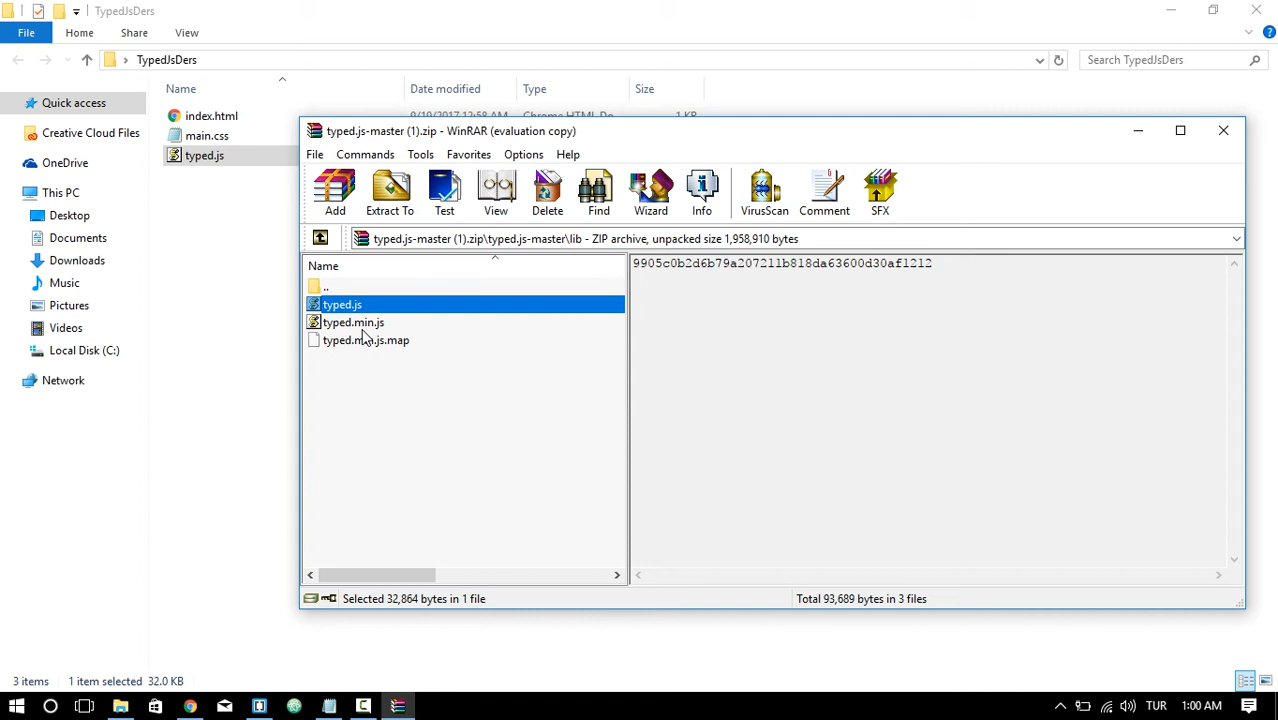 TypedJsDers
File Home Share View
TypedJsDers
Search TypedJsDers
Name Date modified Type Size
Quick access
Creative Cloud Files
OneDrive
This PC
Desktop
Documents
Downloads
Music
Pictures
Videos
Local Disk (C:)
Network
index.html
main.css
typed.js
typed.js-master (1).zip - WinRAR (evaluation copy)
File Commands Tools Favorites Options Help
Add Extract To Test View Delete Find Wizard Info VirusScan Comment SFX
typed.js-master (1).zip\typed.js-master\lib - ZIP archive, unpacked size 1,958,910 bytes
Name
9905c0b2d6b79a207211b818da63600d30af1212
..
typed.js
typed.min.js
typed.min.js.map
Selected 32,864 bytes in 1 file
Total 93,689 bytes in 3 files
3 items 1 item selected 32.0 KB
TUR 1:00 AM